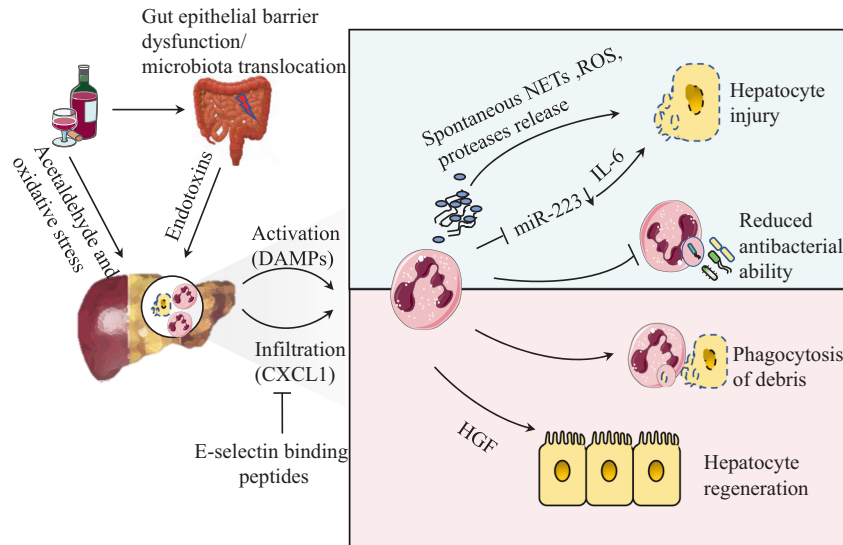 Gut epithelial barrier
dysfunction/
microbiota translocation
Acetaldehyde and
oxidative stress
Endotoxins
Activation
(DAMPs)
Infiltration
(CXCL1)
E-selectin binding
peptides
Spontaneous NETs ,ROS,
proteases release
miR-223↓
IL-6
Hepatocyte
injury
Reduced
antibacterial
ability
Phagocytosis
of debris
HGF
Hepatocyte
regeneration